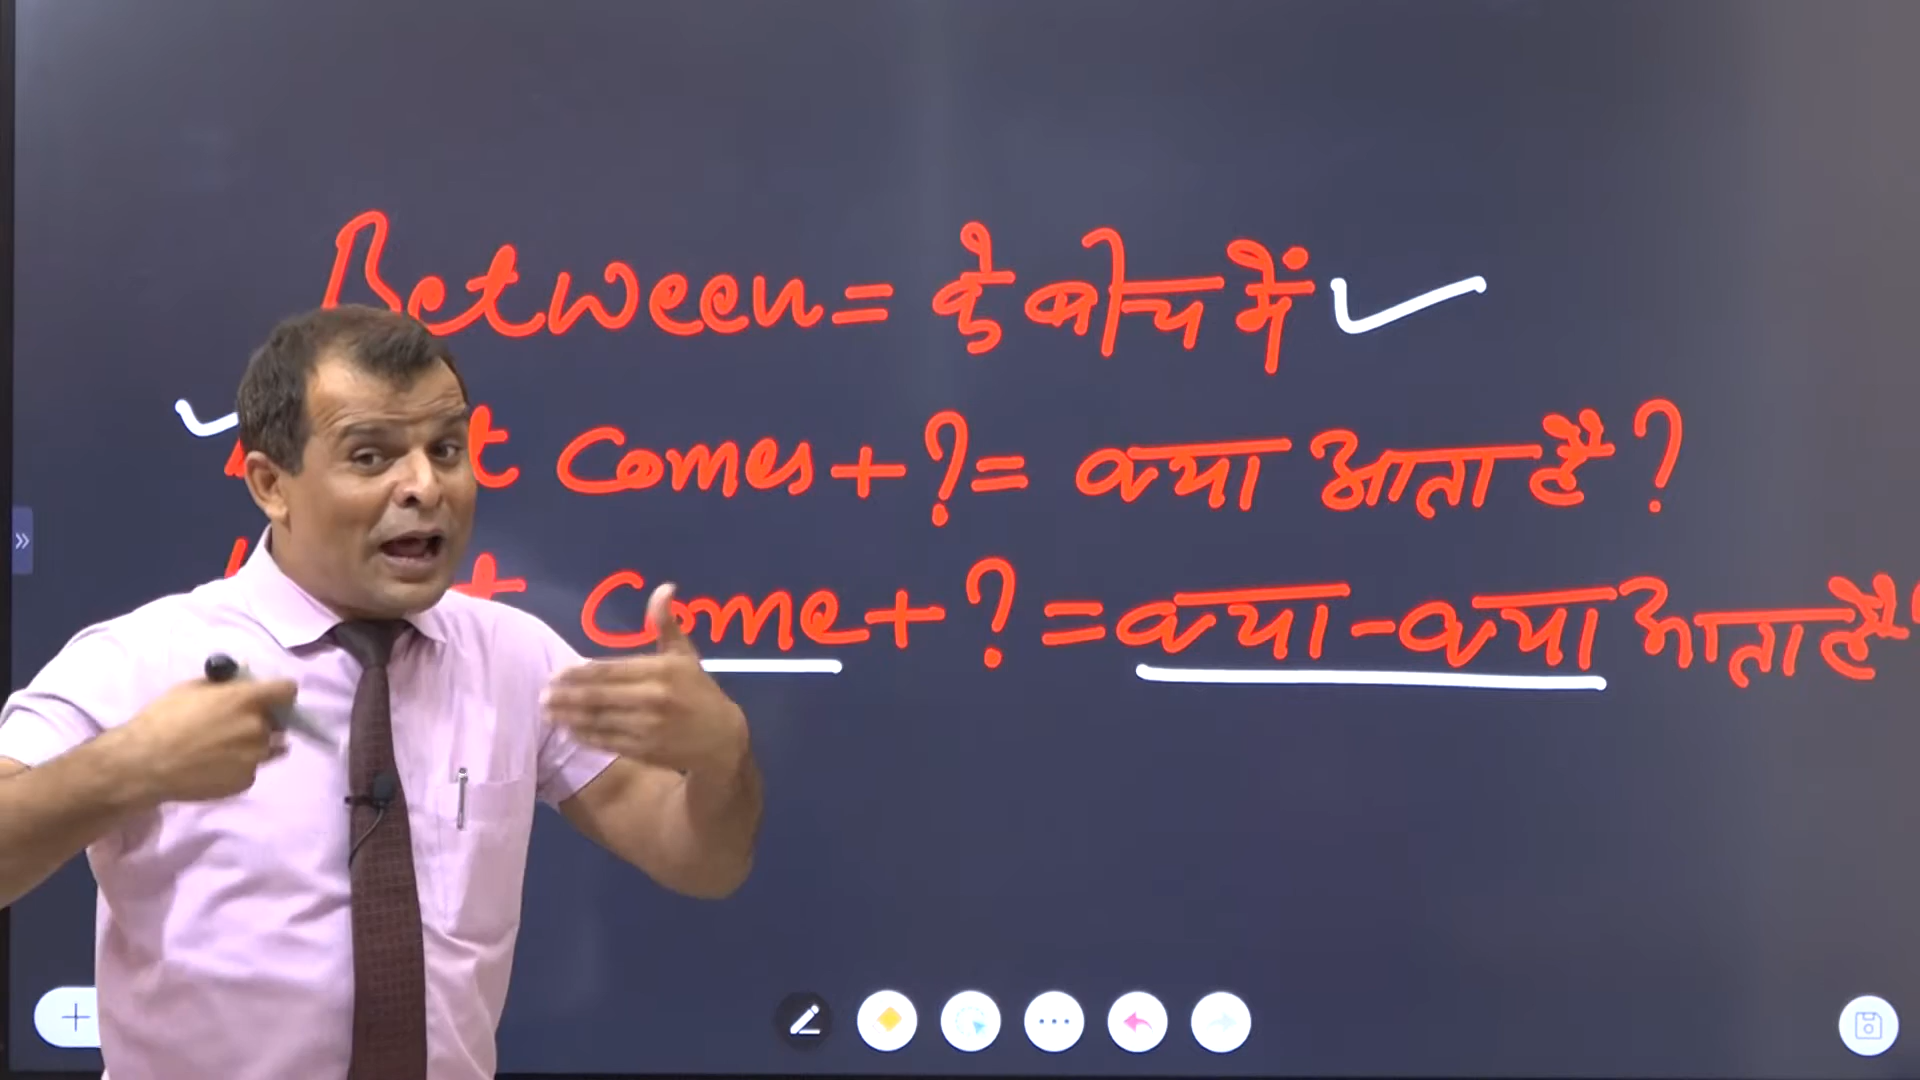 Between = के बीच में
t Comes + ? = क्या आता है ?
t Come + ? = क्या - क्या आता है ?